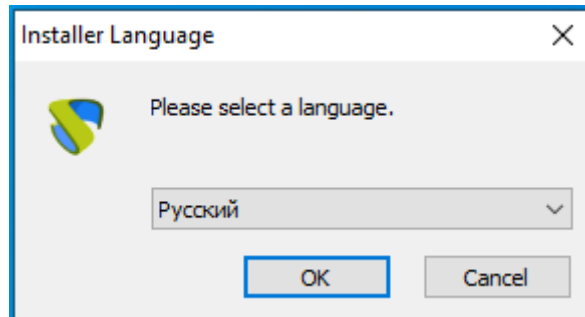 Installer Language
Please select a language.
Русский
OK
Cancel